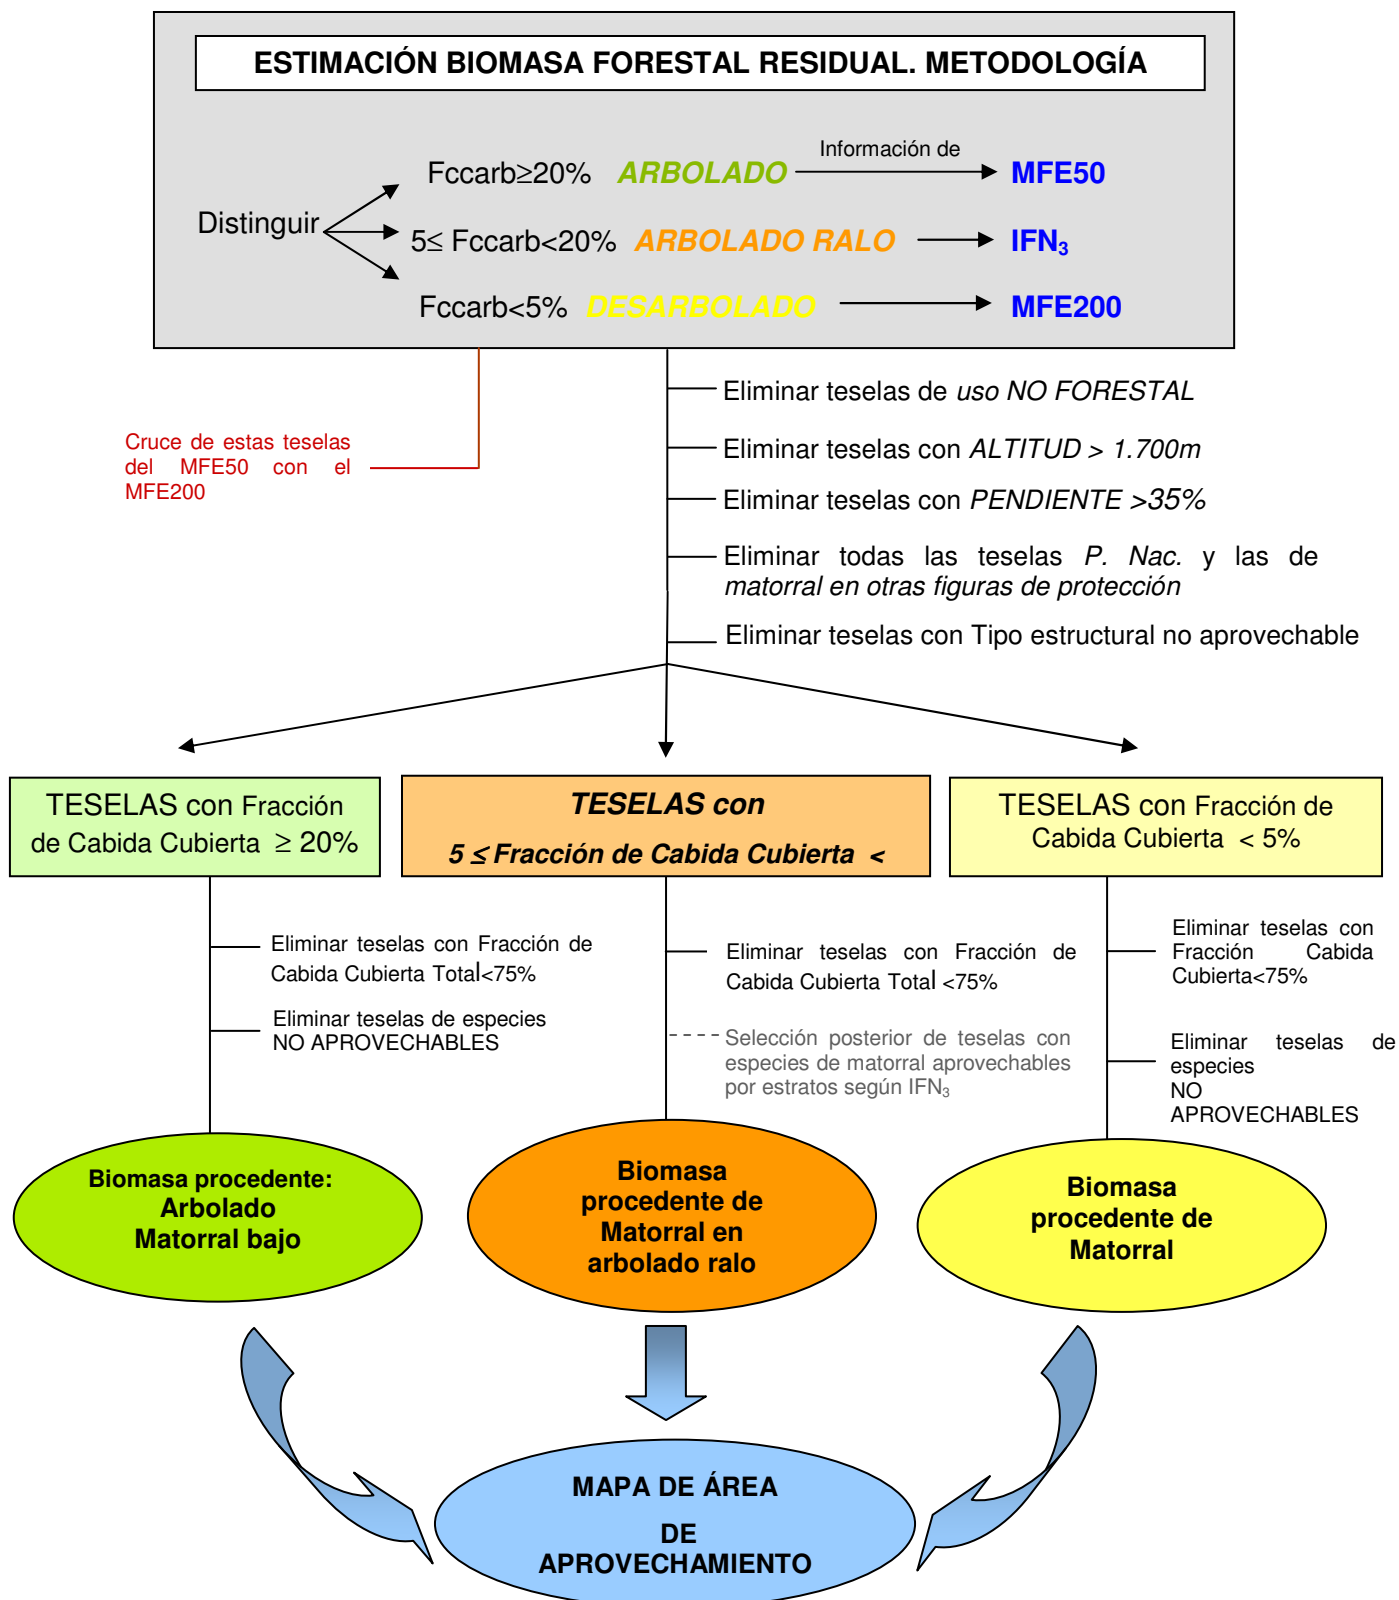 ESTIMACIÓN BIOMASA FORESTAL RESIDUAL. METODOLOGÍA
Información de
Fccarb≥20% ARBOLADO MFE50
Distinguir
5≤ Fccarb<20% ARBOLADO RALO IFN₃
Fccarb<5% DESARBOLADO MFE200
Eliminar teselas de uso NO FORESTAL
Cruce de estas teselas
del MFE50 con el
MFE200
Eliminar teselas con ALTITUD > 1.700m
Eliminar teselas con PENDIENTE >35%
Eliminar todas las teselas P. Nac. y las de
matorral en otras figuras de protección
Eliminar teselas con Tipo estructural no aprovechable
TESELAS con Fracción
de Cabida Cubierta ≥ 20%
TESELAS con
5 ≤ Fracción de Cabida Cubierta <
TESELAS con Fracción de
Cabida Cubierta < 5%
Eliminar teselas con Fracción de
Cabida Cubierta Total<75%
Eliminar teselas de especies
NO APROVECHABLES
Eliminar teselas con Fracción de
Cabida Cubierta Total <75%
Selección posterior de teselas con
especies de matorral aprovechables
por estratos según IFN₃
Eliminar teselas con
Fracción Cabida
Cubierta<75%
Eliminar teselas de
especies
NO
APROVECHABLES
Biomasa procedente:
Arbolado
Matorral bajo
Biomasa
procedente de
Matorral en
arbolado ralo
Biomasa
procedente de
Matorral
MAPA DE ÁREA
DE
APROVECHAMIENTO